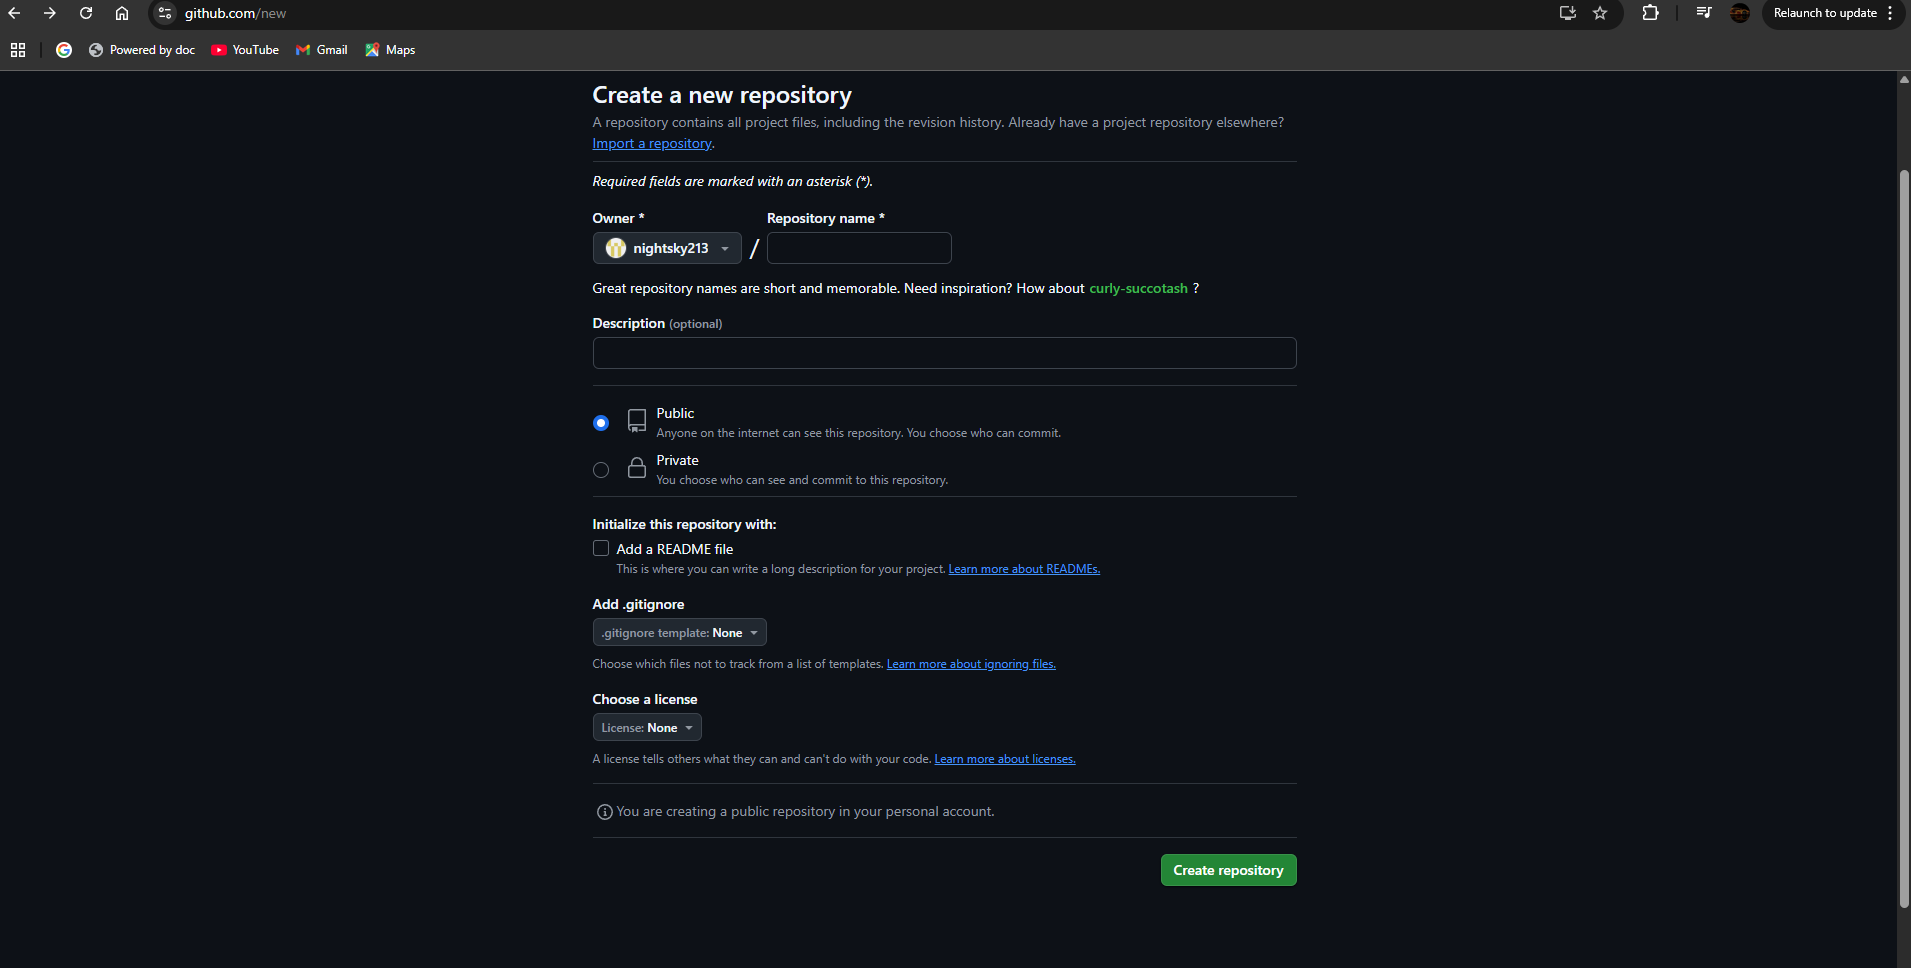 github.com/new
Relaunch to update
Powered by doc
YouTube
Gmail
Maps
Create a new repository
A repository contains all project files, including the revision history. Already have a project repository elsewhere?
Import a repository.
Required fields are marked with an asterisk (*).
Owner *
Repository name *
nightsky213
/
Great repository names are short and memorable. Need inspiration? How about curly-succotash ?
Description (optional)
Public
Anyone on the internet can see this repository. You choose who can commit.
Private
You choose who can see and commit to this repository.
Initialize this repository with:
Add a README file
This is where you can write a long description for your project. Learn more about READMEs.
Add .gitignore
.gitignore template: None
Choose which files not to track from a list of templates. Learn more about ignoring files.
Choose a license
License: None
A license tells others what they can and can't do with your code. Learn more about licenses.
You are creating a public repository in your personal account.
Create repository